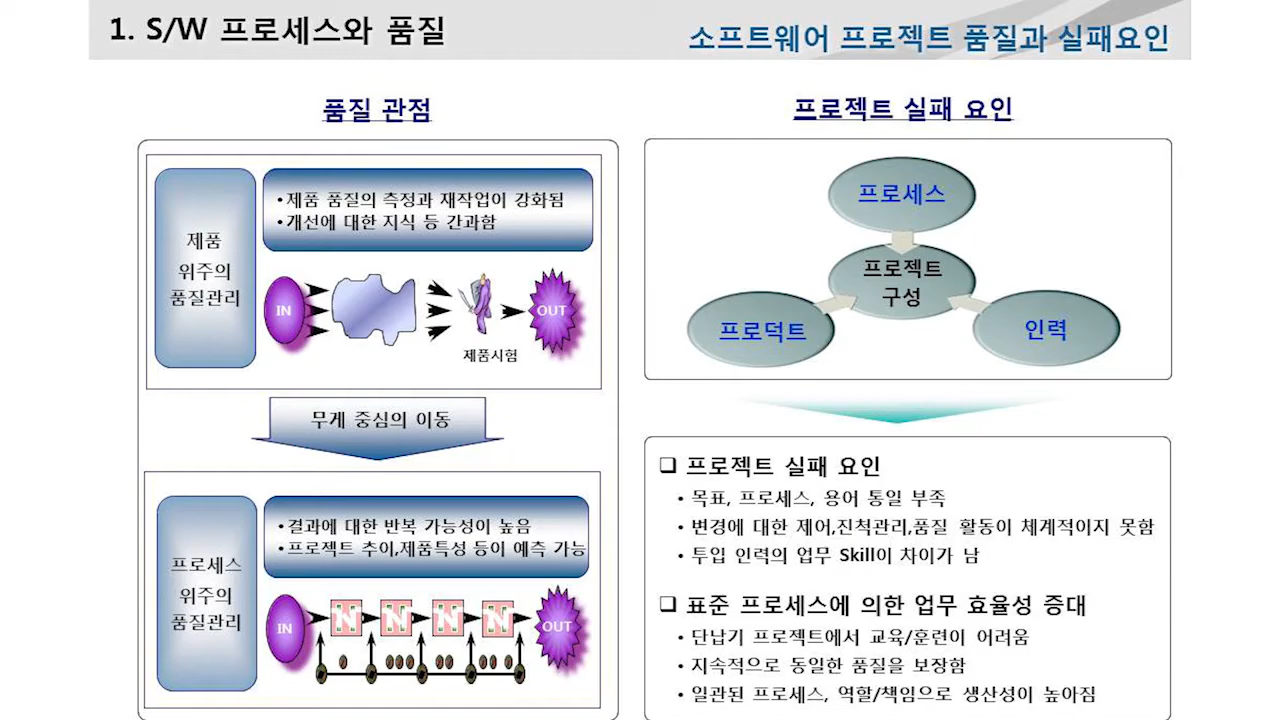 1. S/W 프로세스와 품질
소프트웨어 프로젝트 품질과 실패요인
품질 관점
제품
위주의
품질관리
•제품 품질의 측정과 재작업이 강화됨
•개선에 대한 지식 등 간과함
IN
OUT
제품시험
무게 중심의 이동
프로세스
위주의
품질관리
•결과에 대한 반복 가능성이 높음
•프로젝트 추이,제품특성 등이 예측 가능
IN
N
N
N
N
OUT
프로젝트 실패 요인
프로세스
프로젝트
구성
프로덕트
인력
❑ 프로젝트 실패 요인
• 목표, 프로세스, 용어 통일 부족
• 변경에 대한 제어,진척관리,품질 활동이 체계적이지 못함
• 투입 인력의 업무 Skill이 차이가 남
❑ 표준 프로세스에 의한 업무 효율성 증대
• 단납기 프로젝트에서 교육/훈련이 어려움
• 지속적으로 동일한 품질을 보장함
• 일관된 프로세스, 역할/책임으로 생산성이 높아짐